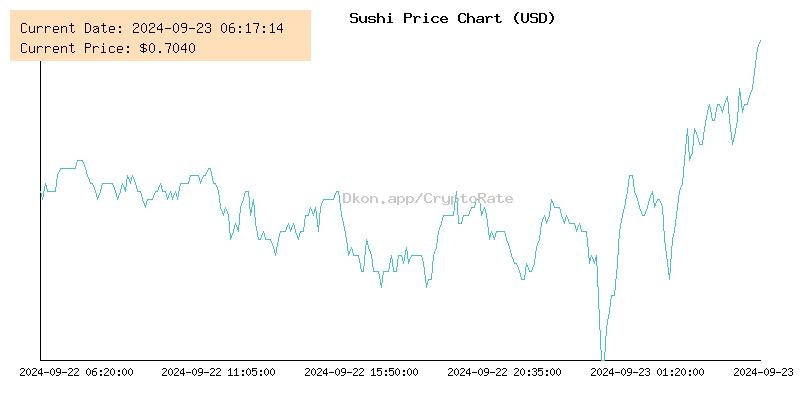 Sushi Price Chart (USD)
Current Date: 2024-09-23 06:17:14
Current Price: $0.7040
Dkon.app/CryptoRate
2024-09-22 06:20:00 2024-09-22 11:05:00 2024-09-22 15:50:00 2024-09-22 20:35:00 2024-09-23 01:20:00 2024-09-23